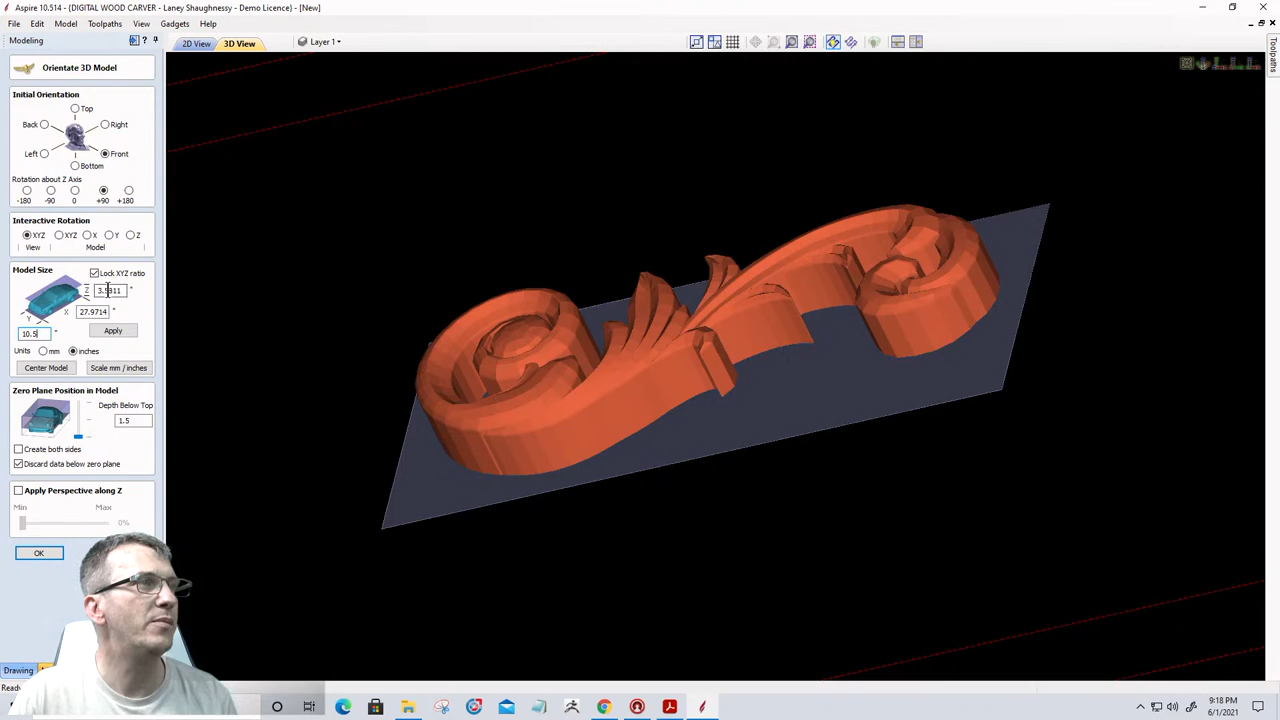 Aspire 10.514 - (DIGITAL WOOD CARVER - Laney Shaughnessy - Demo Licence) - [New]
File Edit Model Toolpaths View Gadgets Help
Modeling ?
2D View 3D View Layer 1
Toolpaths
Orientate 3D Model
Initial Orientation
Top
Back Right
Left Front
Bottom
Rotation about Z Axis
-180 -90 0 +90 +180
Interactive Rotation
XYZ XYZ X Y Z
View Model
Model Size
Lock XYZ ratio
Z "
X 27.9714 "
Y
10.5 "
Apply
Units mm inches
Center Model Scale mm / inches
Zero Plane Position in Model
Depth Below Top
1.5
Create both sides
Discard data below zero plane
Apply Perspective along Z
Min Max
0%
OK
Drawing
Ready
9:18 PM
6/1/2021